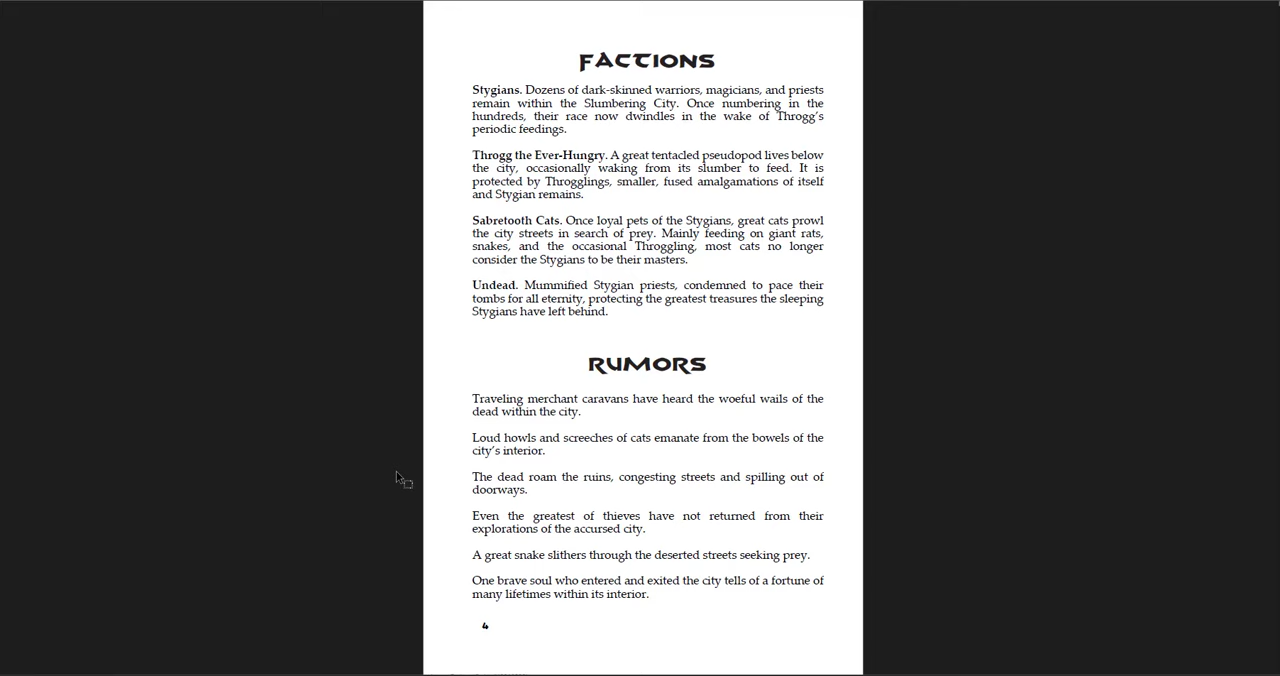 FACTIONS
Stygians. Dozens of dark-skinned warriors, magicians, and priests
remain within the Slumbering City. Once numbering in the
hundreds, their race now dwindles in the wake of Throgg's
periodic feedings.
Throgg the Ever-Hungry. A great tentacled pseudopod lives below
the city, occasionally waking from its slumber to feed. It is
protected by Throgglings, smaller, fused amalgamations of itself
and Stygian remains.
Sabretooth Cats. Once loyal pets of the Stygians, great cats prowl
the city streets in search of prey. Mainly feeding on giant rats,
snakes, and the occasional Throggling, most cats no longer
consider the Stygians to be their masters.
Undead. Mummified Stygian priests, condemned to pace their
tombs for all eternity, protecting the greatest treasures the sleeping
Stygians have left behind.
RUMORS
Traveling merchant caravans have heard the woeful wails of the
dead within the city.
Loud howls and screeches of cats emanate from the bowels of the
city's interior.
The dead roam the ruins, congesting streets and spilling out of
doorways.
Even the greatest of thieves have not returned from their
explorations of the accursed city.
A great snake slithers through the deserted streets seeking prey.
One brave soul who entered and exited the city tells of a fortune of
many lifetimes within its interior.
4